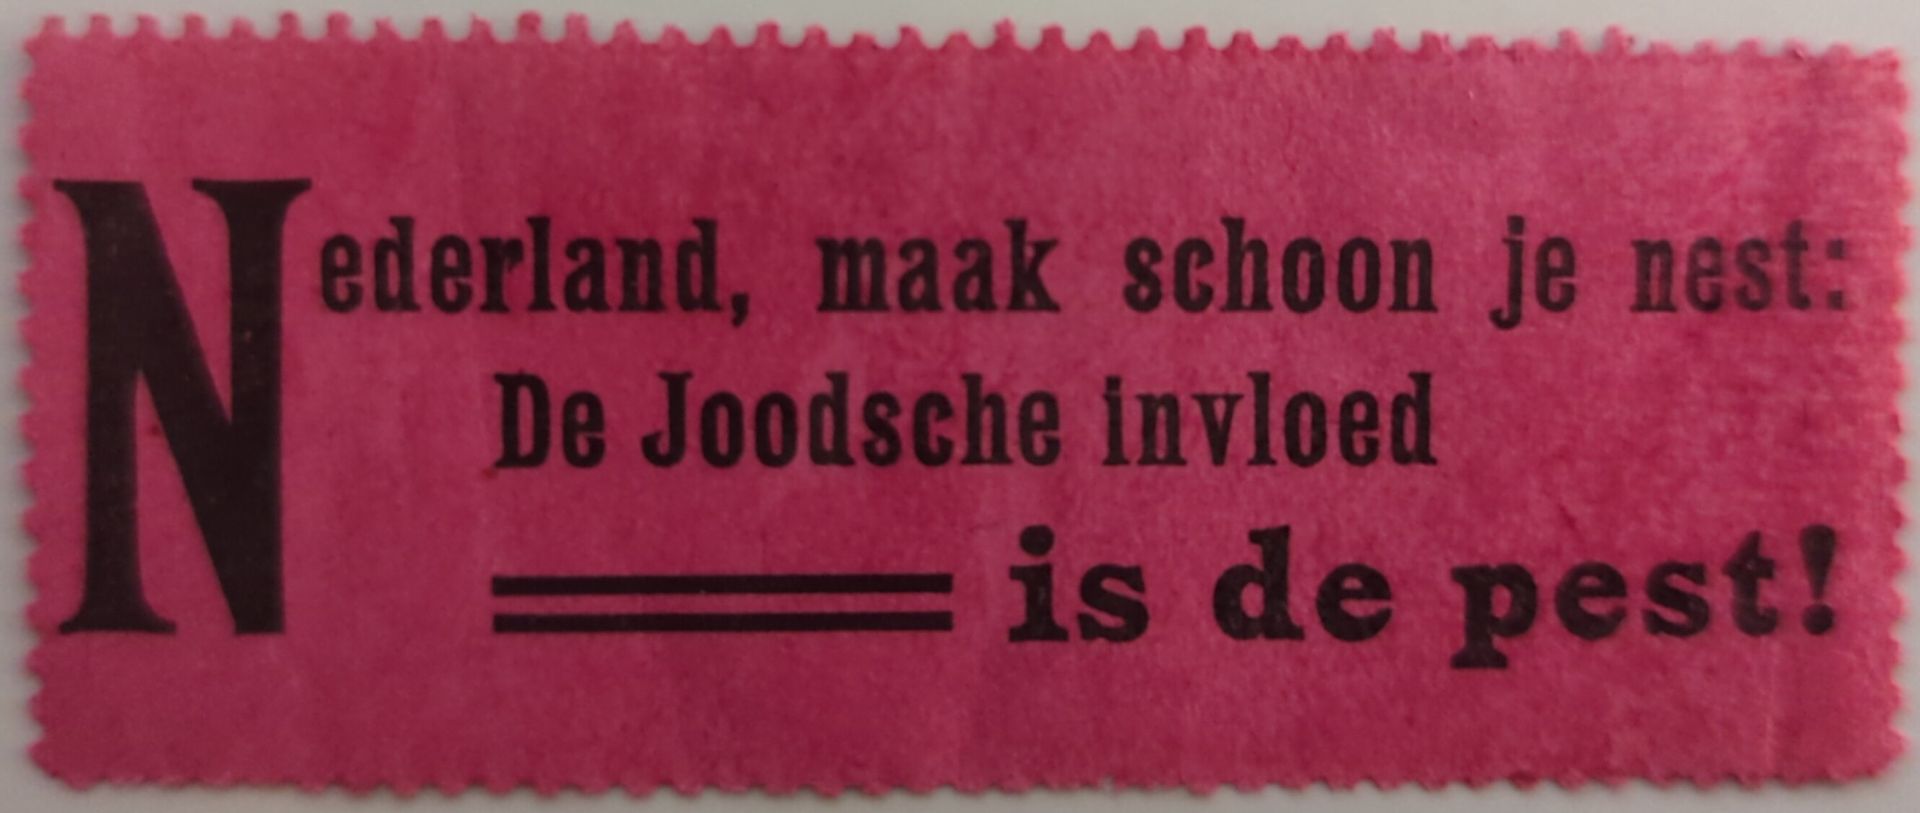 Nederland, maak schoon je nest:
De Joodsche invloed
is de pest!